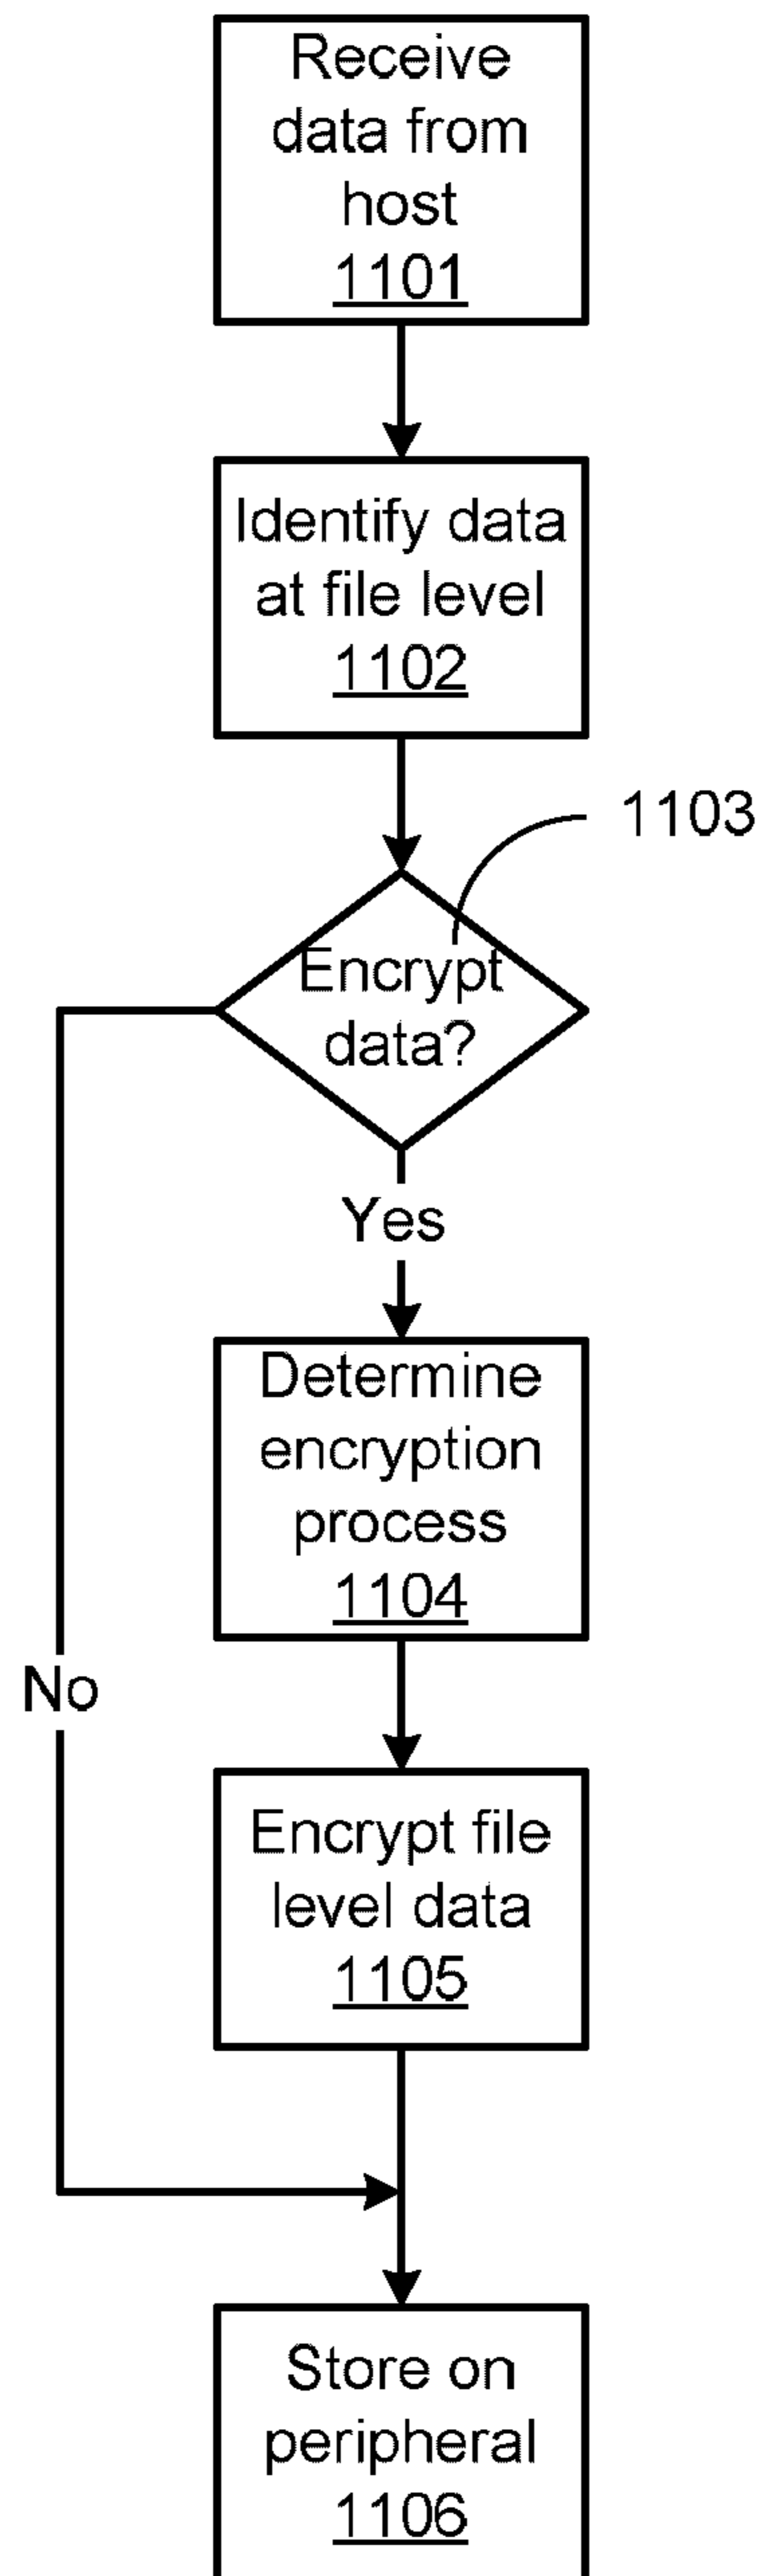 Receive
data from
host
1101
Identify data
at file level
1102
1103
Encrypt
data?
Yes
Determine
encryption
process
1104
No
Encrypt file
level data
1105
Store on
peripheral
1106